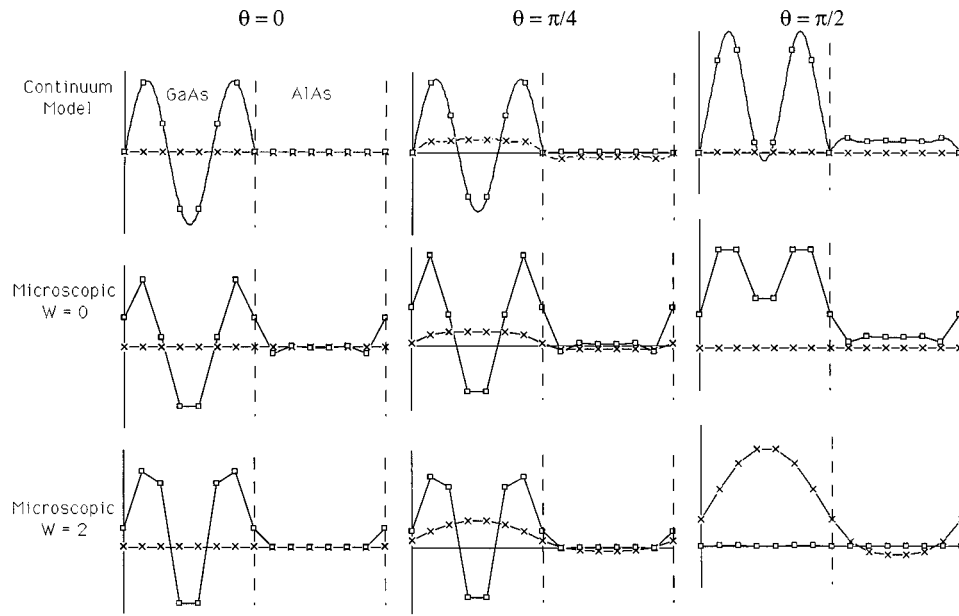 θ = 0
θ = π/4
θ = π/2
Continuum
Model
GaAs
AlAs
Microscopic
W = 0
Microscopic
W = 2